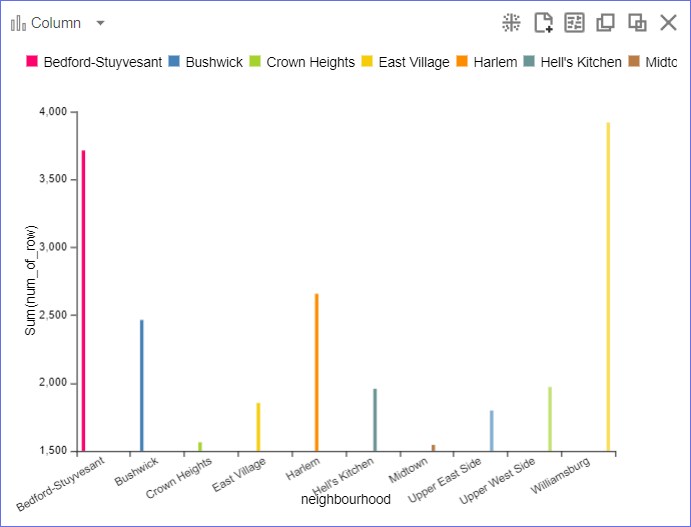 Column
Bedford-Stuyvesant Bushwick Crown Heights East Village Harlem Hell's Kitchen Midtc
4,000
3,500
3,000
2,500
2,000
1,500
Sum(num_of_row)
Bedford-Stuyvesant Bushwick Crown Heights East Village Harlem Hell's Kitchen Midtown Upper East Side Upper West Side Williamsburg
neighbourhood